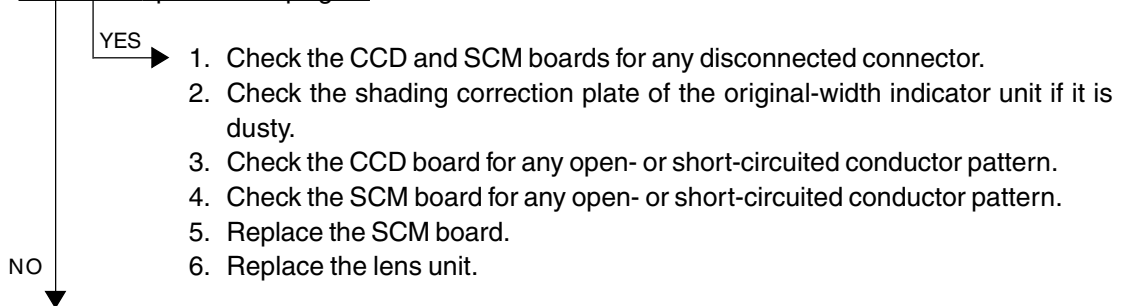 YES
1. Check the CCD and SCM boards for any disconnected connector.
2. Check the shading correction plate of the original-width indicator unit if it is
dusty.
3. Check the CCD board for any open- or short-circuited conductor pattern.
4. Check the SCM board for any open- or short-circuited conductor pattern.
5. Replace the SCM board.
6. Replace the lens unit.
NO